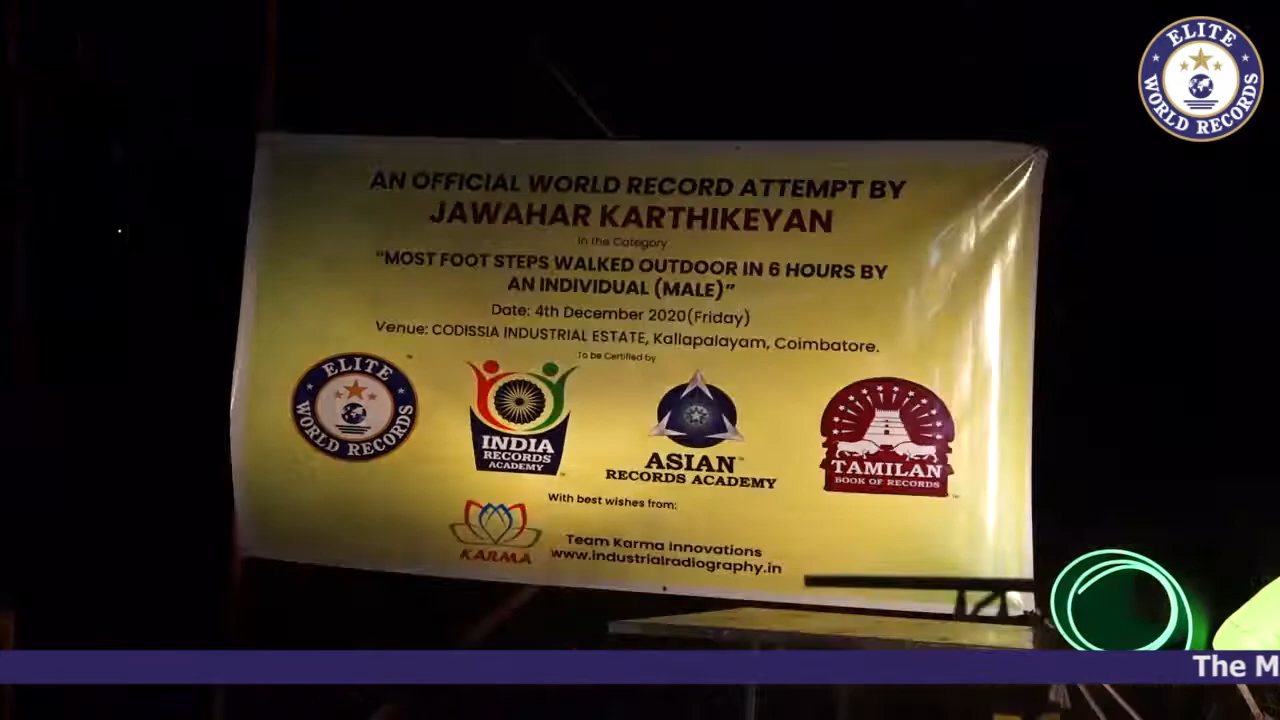 ELITE
WORLD RECORDS
AN OFFICIAL WORLD RECORD ATTEMPT BY
JAWAHAR KARTHIKEYAN
In the Category
"MOST FOOT STEPS WALKED OUTDOOR IN 6 HOURS BY
AN INDIVIDUAL (MALE)"
Date: 4th December 2020(Friday)
Venue: CODISSIA INDUSTRIAL ESTATE, Kallapalayam, Coimbatore.
To be Certified by
ELITE
WORLD RECORDS
™
INDIA
RECORDS
ACADEMY
ASIAN™
RECORDS ACADEMY
TAMILAN
BOOK OF RECORDS
With best wishes from:
KARMA
Team Karma Innovations
www.industrialradiography.in
The M